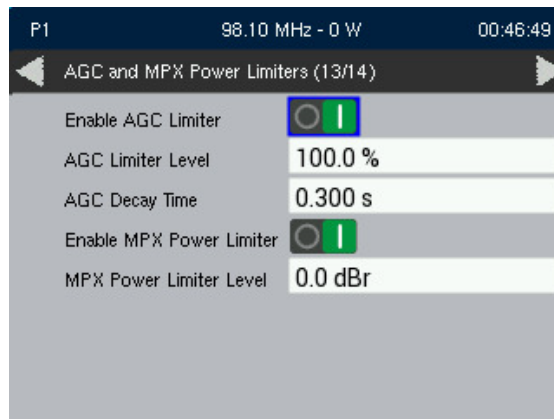 P1 98.10 MHz - 0 W 00:46:49
AGC and MPX Power Limiters (13/14)
Enable AGC Limiter
AGC Limiter Level 100.0 %
AGC Decay Time 0.300 s
Enable MPX Power Limiter
MPX Power Limiter Level 0.0 dBr